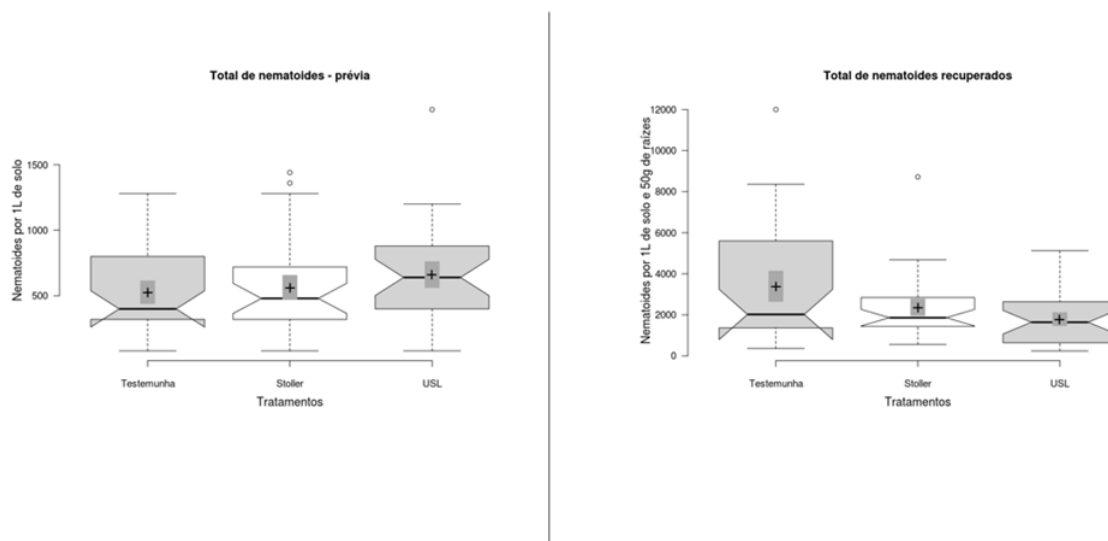 Total de nematoides - prévia
Nematoides por 1L de solo
1500
1000
500
Testemunha
Stoller
USL
Tratamentos
Total de nematoides recuperados
Nematoides por 1L de solo e 50g de raízes
12000
10000
8000
6000
4000
2000
0
Testemunha
Stoller
USL
Tratamentos